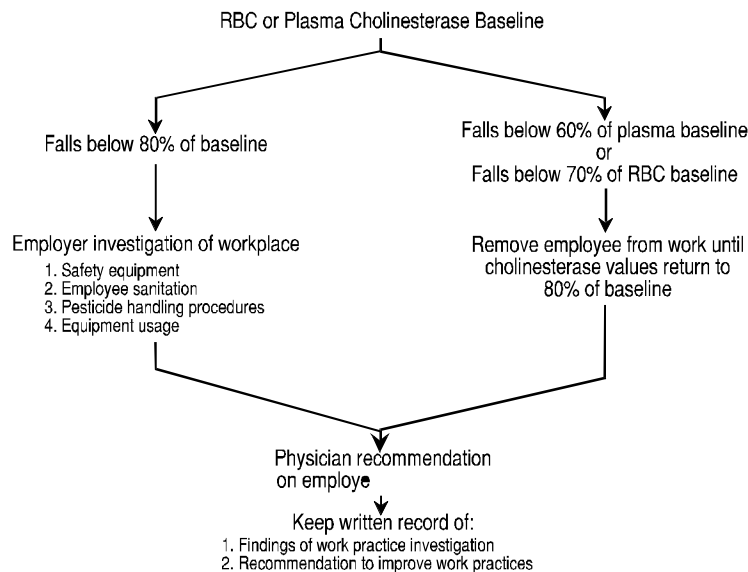 RBC or Plasma Cholinesterase Baseline
Falls below 80% of baseline
Employer investigation of workplace
1. Safety equipment
2. Employee sanitation
3. Pesticide handling procedures
4. Equipment usage
Falls below 60% of plasma baseline
or
Falls below 70% of RBC baseline
Remove employee from work until
cholinesterase values return to
80% of baseline
Physician recommendation
on employe
Keep written record of:
1. Findings of work practice investigation
2. Recommendation to improve work practices